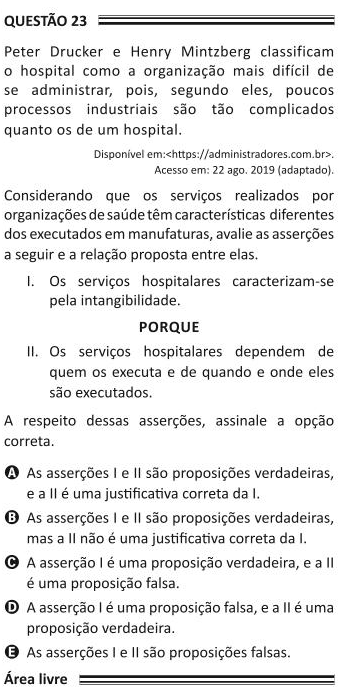 QUESTÃO 23
Peter Drucker e Henry Mintzberg classificam
o hospital como a organização mais difícil de
se administrar, pois, segundo eles, poucos
processos industriais são tão complicados
quanto os de um hospital.
Disponível em:<https://administradores.com.br>.
Acesso em: 22 ago. 2019 (adaptado).
Considerando que os serviços realizados por
organizações de saúde têm características diferentes
dos executados em manufaturas, avalie as asserções
a seguir e a relação proposta entre elas.
I. Os serviços hospitalares caracterizam-se
pela intangibilidade.
PORQUE
II. Os serviços hospitalares dependem de
quem os executa e de quando e onde eles
são executados.
A respeito dessas asserções, assinale a opção
correta.
A As asserções I e II são proposições verdadeiras,
e a II é uma justificativa correta da I.
B As asserções I e II são proposições verdadeiras,
mas a II não é uma justificativa correta da I.
C A asserção I é uma proposição verdadeira, e a II
é uma proposição falsa.
D A asserção I é uma proposição falsa, e a II é uma
proposição verdadeira.
E As asserções I e II são proposições falsas.
Área livre